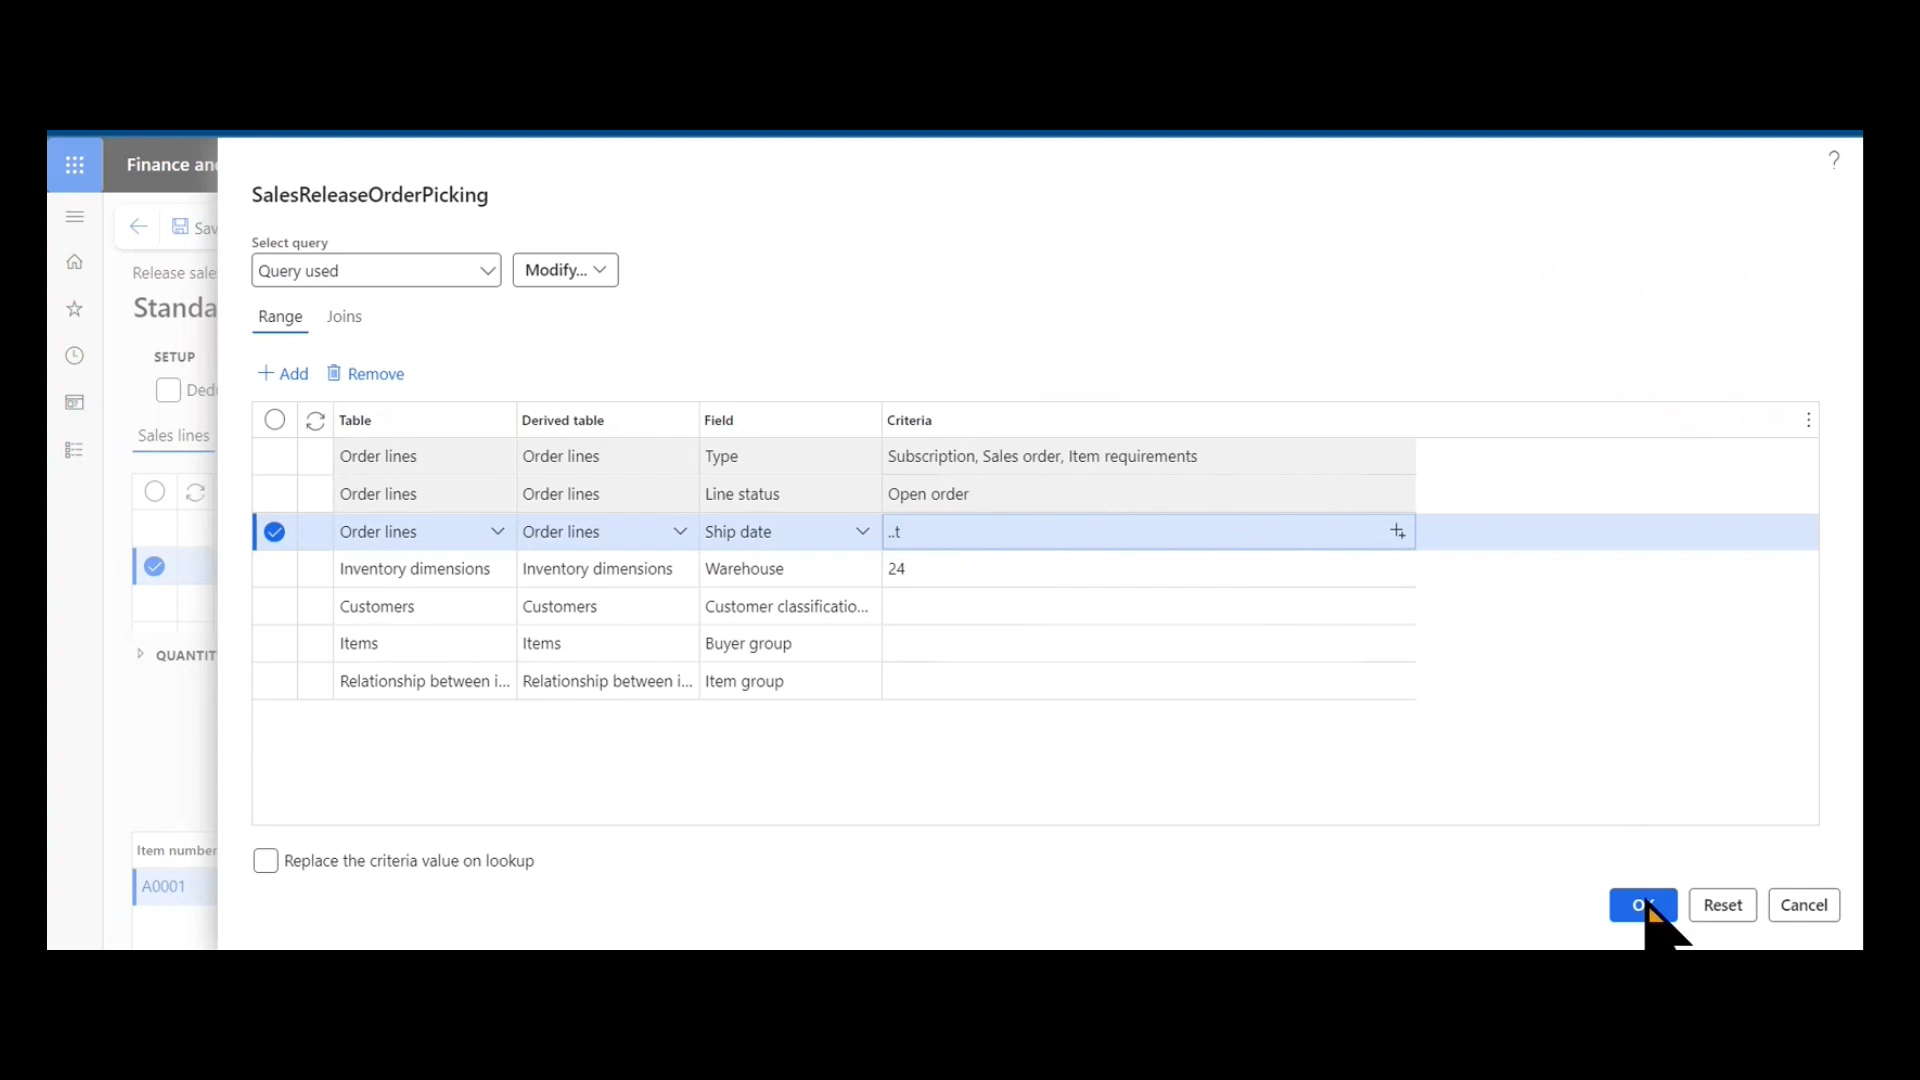 Finance an
?
Sav
Release sale
Standa
SETUP
Dedu
Sales lines
QUANTIT
Item number
A0001
SalesReleaseOrderPicking
Select query
Query used
Modify...
Range Joins
Add Remove
Table Derived table Field Criteria
Order lines Order lines Type Subscription, Sales order, Item requirements
Order lines Order lines Line status Open order
Order lines Order lines Ship date ..t
Inventory dimensions Inventory dimensions Warehouse 24
Customers Customers Customer classificatio...
Items Items Buyer group
Relationship between i... Relationship between i... Item group
Replace the criteria value on lookup
Reset Cancel